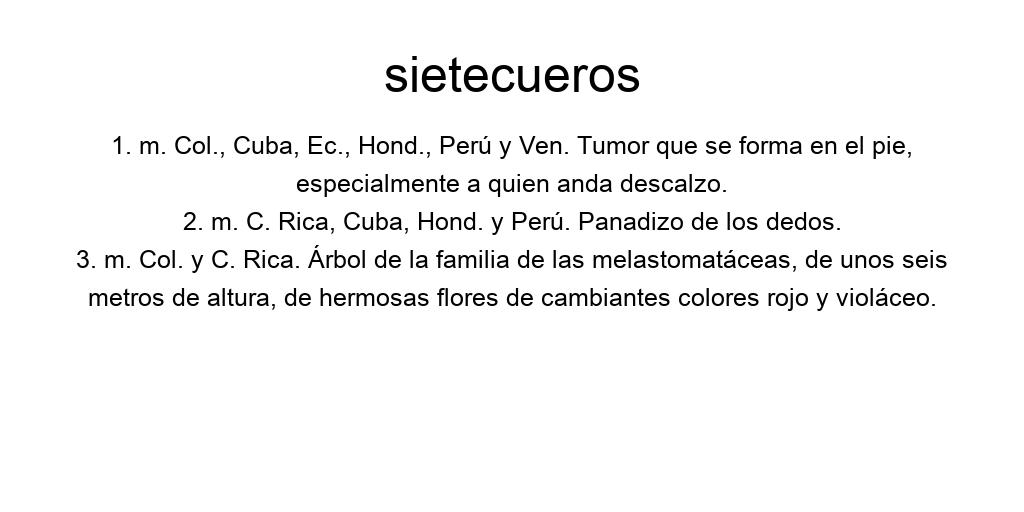 sietecueros
1. m. Col., Cuba, Ec., Hond., Perú y Ven. Tumor que se forma en el pie,
especialmente a quien anda descalzo.
2. m. C. Rica, Cuba, Hond. y Perú. Panadizo de los dedos.
3. m. Col. y C. Rica. Árbol de la familia de las melastomatáceas, de unos seis
metros de altura, de hermosas flores de cambiantes colores rojo y violáceo.